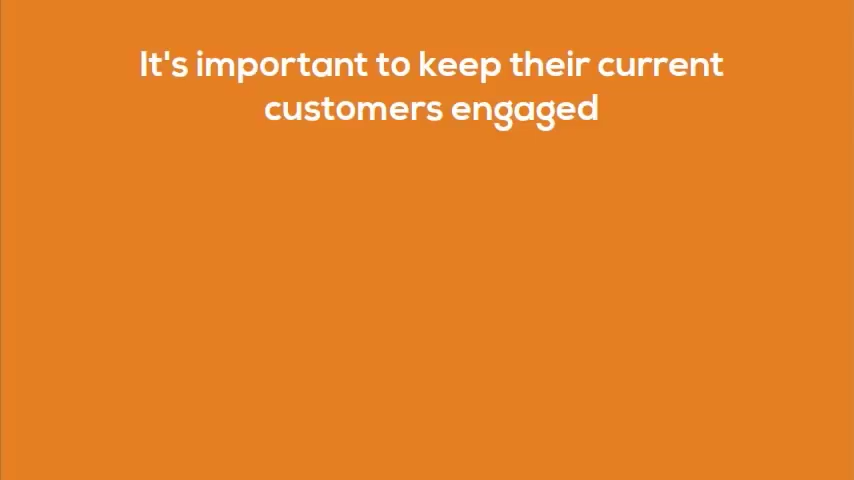 It's important to keep their current
customers engaged